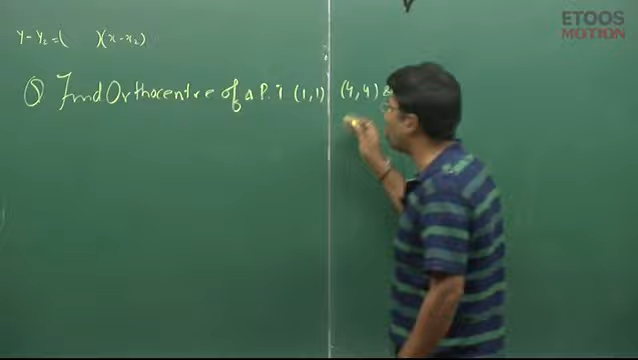 ETOOS
MOTION
y - y₂ = ( )(x - x₂)
Q Find Orthocentre of a P. i (1,1) (4,4) &